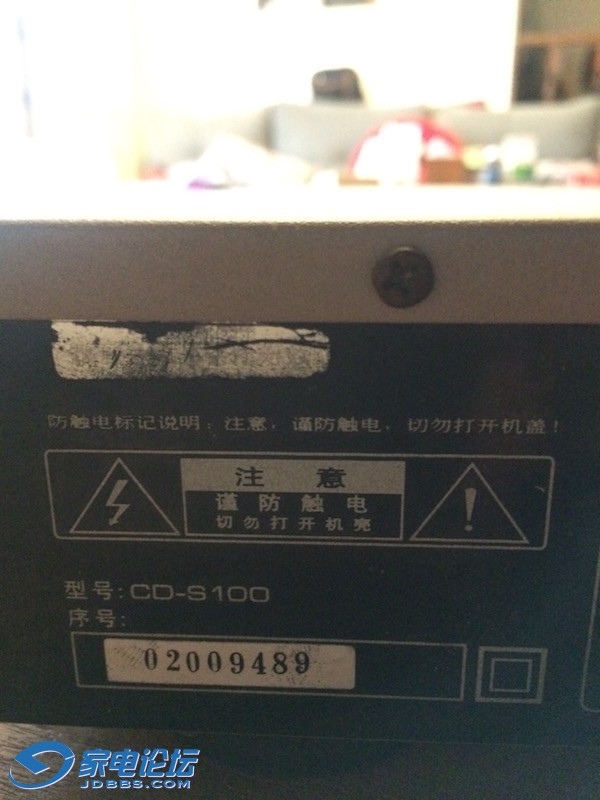 防触电标记说明：注意，谨防触电，切勿打开机盖！
注 意
谨防触电
切勿打开机壳
型号：CD-S100
序号：
02009489
家电论坛
JDBBS.COM